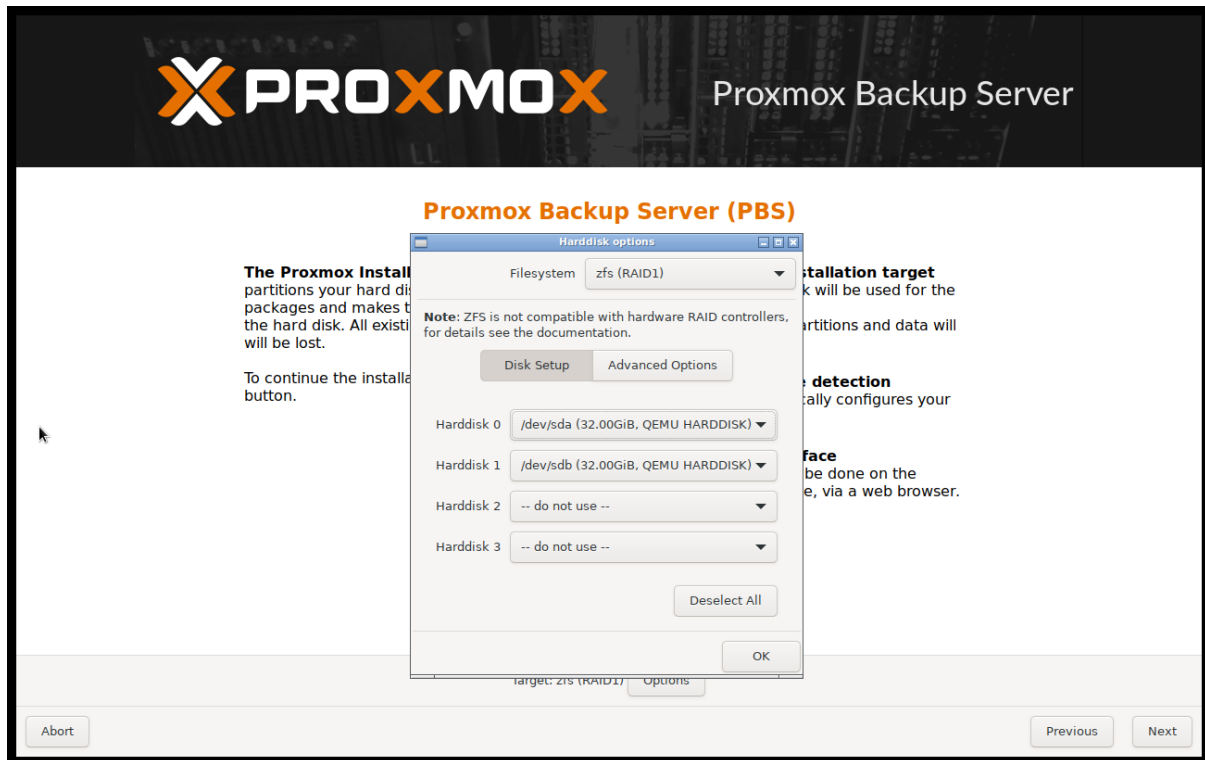 PROXMOX
Proxmox Backup Server
Proxmox Backup Server (PBS)
Harddisk options
Filesystem zfs (RAID1)
Note: ZFS is not compatible with hardware RAID controllers,
for details see the documentation.
Disk Setup Advanced Options
Harddisk 0 /dev/sda (32.00GiB, QEMU HARDDISK)
Harddisk 1 /dev/sdb (32.00GiB, QEMU HARDDISK)
Harddisk 2 -- do not use --
Harddisk 3 -- do not use --
Deselect All
OK
The Proxmox Install
partitions your hard di
packages and makes t
the hard disk. All existi
will be lost.
To continue the installa
button.
stallation target
k will be used for the
artitions and data will
detection
cally configures your
face
be done on the
e, via a web browser.
Target: zfs (RAID1) Options
Abort Previous Next